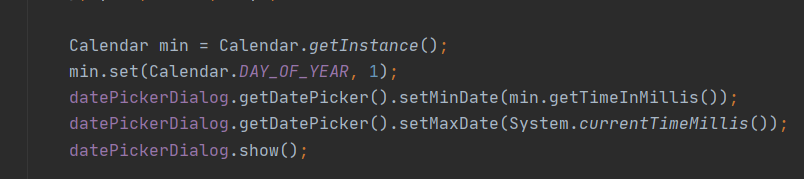 Calendar min = Calendar.getInstance();
min.set(Calendar.DAY_OF_YEAR, 1);
datePickerDialog.getDatePicker().setMinDate(min.getTimeInMillis());
datePickerDialog.getDatePicker().setMaxDate(System.currentTimeMillis());
datePickerDialog.show();